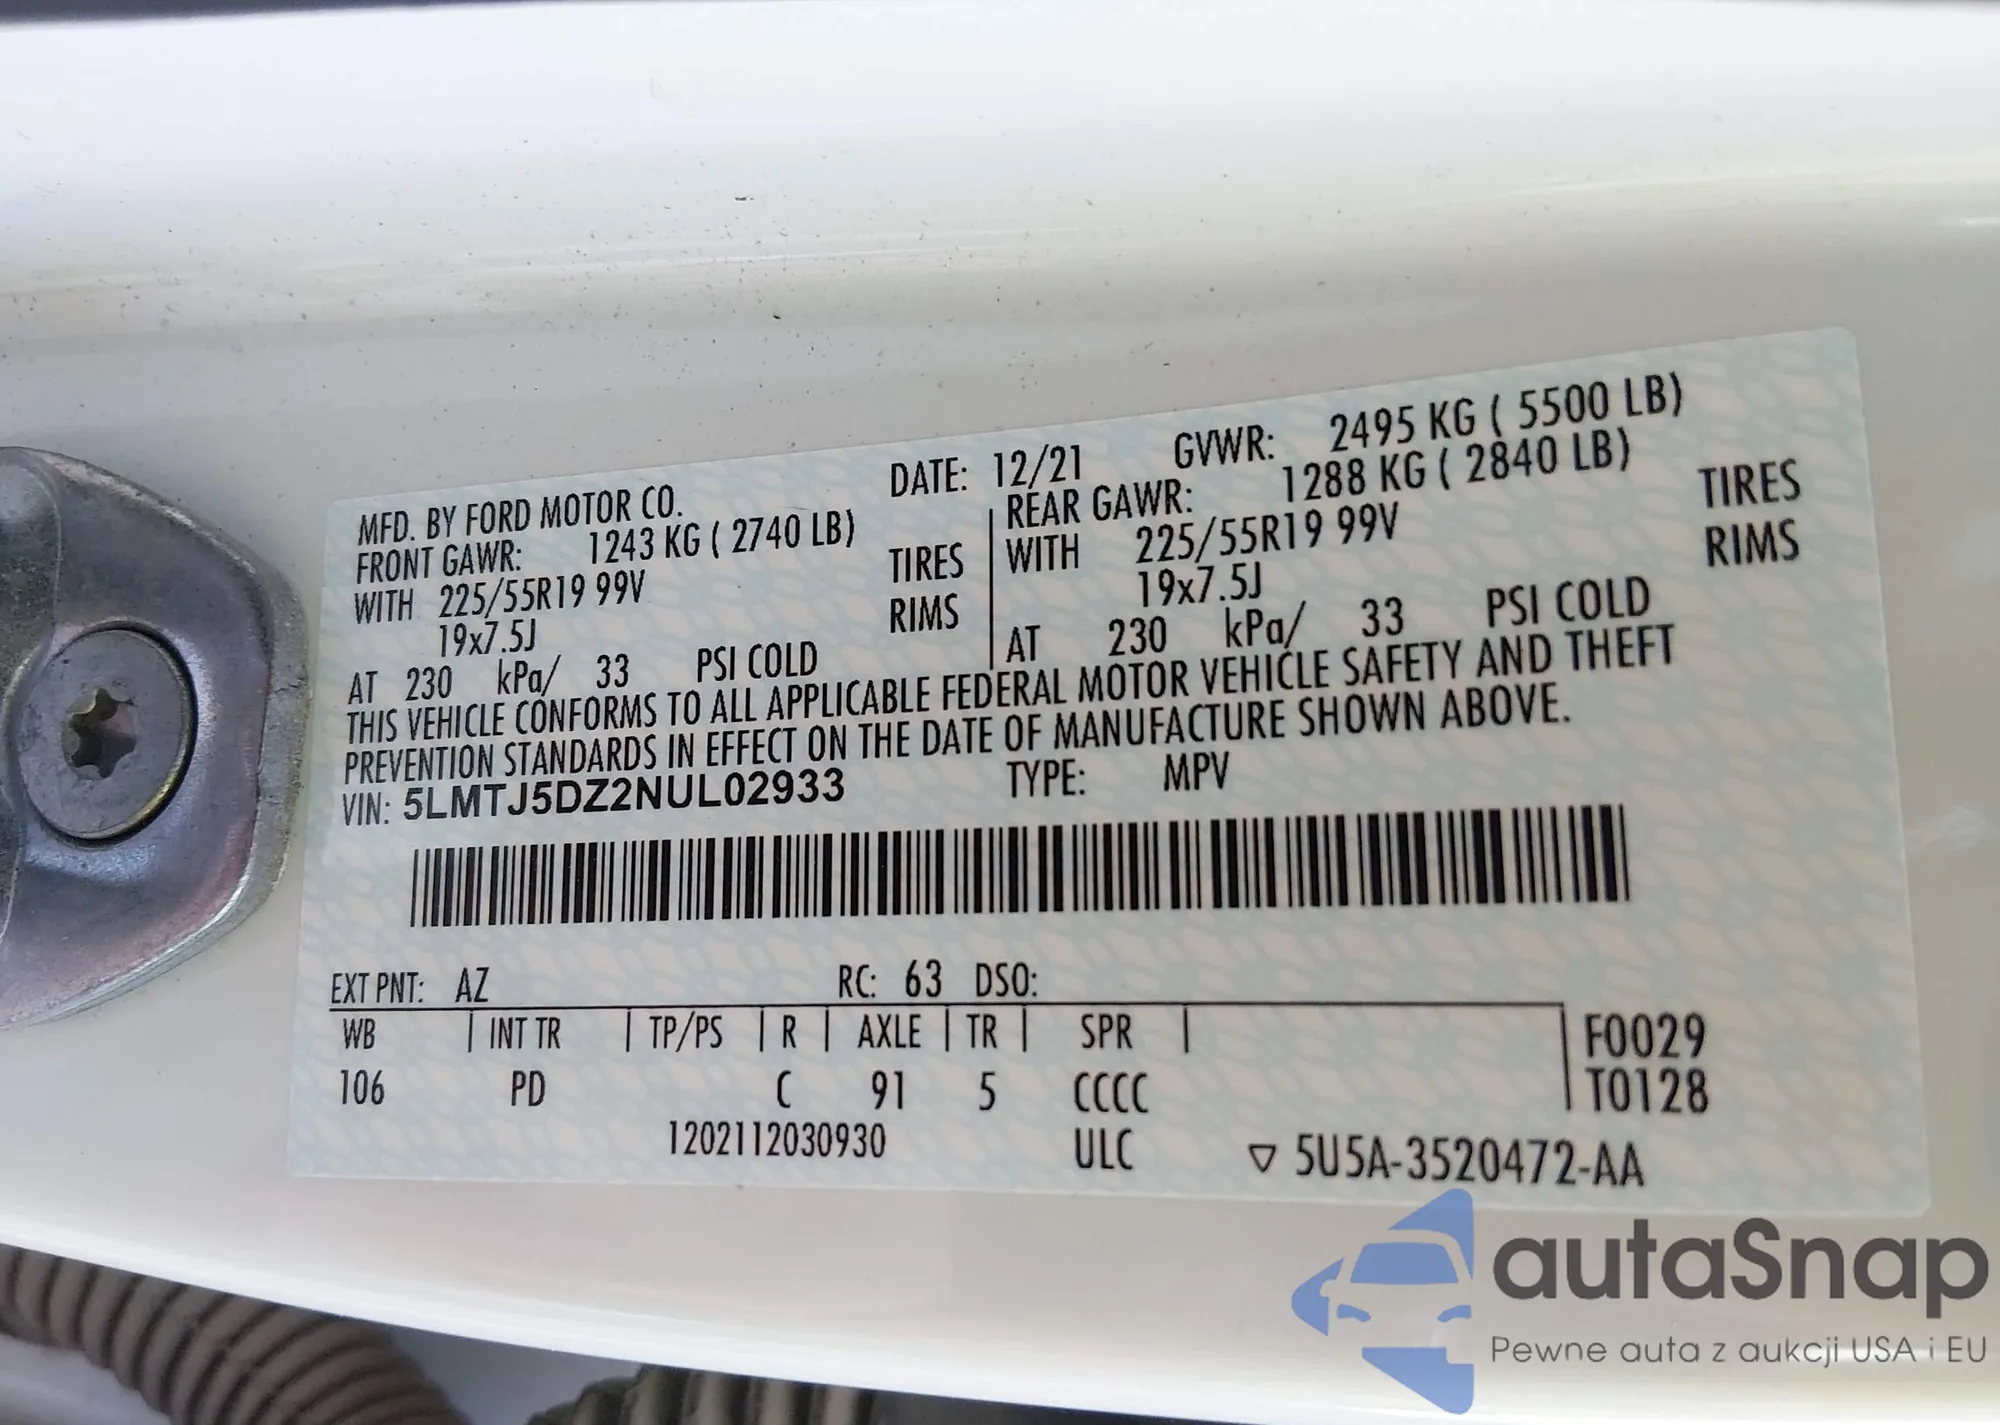 MFD. BY FORD MOTOR CO. DATE: 12/21 GVWR: 2495 KG ( 5500 LB)
FRONT GAWR: 1243 KG ( 2740 LB) REAR GAWR: 1288 KG ( 2840 LB)
WITH 225/55R19 99V TIRES WITH 225/55R19 99V TIRES
19x7.5J RIMS 19x7.5J RIMS
AT 230 kPa/ 33 PSI COLD AT 230 kPa/ 33 PSI COLD
THIS VEHICLE CONFORMS TO ALL APPLICABLE FEDERAL MOTOR VEHICLE SAFETY AND THEFT
PREVENTION STANDARDS IN EFFECT ON THE DATE OF MANUFACTURE SHOWN ABOVE.
VIN: 5LMTJ5DZ2NUL02933 TYPE: MPV
EXT PNT: AZ RC: 63 DSO:
WB INT TR TP/PS R AXLE TR SPR F0029
106 PD C 91 5 CCCC T0128
1202112030930 ULC ▽ 5U5A-3520472-AA
autaSnap
Pewne auta z aukcji USA i EU